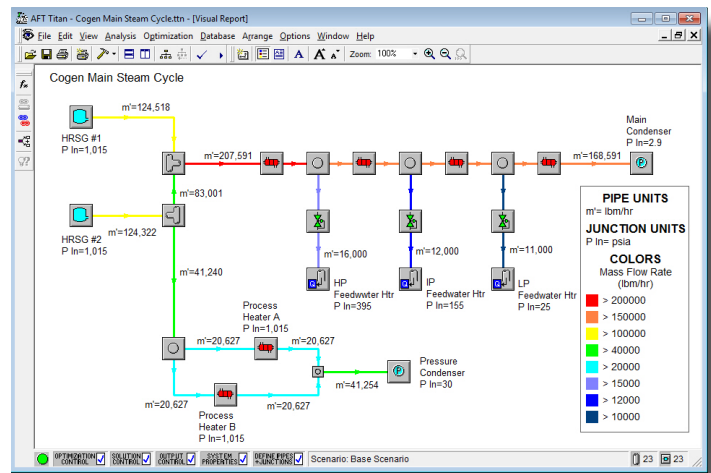 AFT Titan - Cogen Main Steam Cycle.ttn - [Visual Report]
File Edit View Analysis Optimization Database Arrange Options Window Help
A A A Zoom: 100%
Cogen Main Steam Cycle
m'=124,518
HRSG #1
P In=1,015
m'=207,591
m'=168,591
Main
Condenser
P In=2.9
m'=83,001
HRSG #2
P In=1,015
m'=124,322
m'=41,240
m'=16,000
m'=12,000
m'=11,000
HP
Feedwwter Htr
P In=395
IP
Feedwater Htr
P In=155
LP
Feedwater Htr
P In=25
Process
Heater A
P In=1,015
m'=20,627
m'=20,627
m'=20,627
m'=20,627
Process
Heater B
P In=1,015
m'=41,254
Pressure
Condenser
P In=30
PIPE UNITS
m'= lbm/hr
JUNCTION UNITS
P In= psia
COLORS
Mass Flow Rate
(lbm/hr)
> 200000
> 150000
> 100000
> 40000
> 20000
> 15000
> 12000
> 10000
OPTIMIZATION CONTROL
SOLUTION CONTROL
OUTPUT CONTROL
SYSTEM PROPERTIES
DEFINE PIPES +JUNCTIONS
Scenario: Base Scenario
23 23